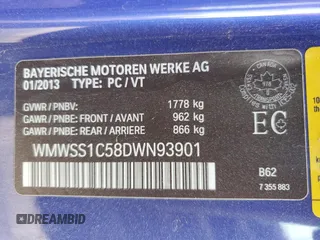 BAYERISCHE MOTOREN WERKE AG
01/2013 TYPE: PC / VT
GVWR / PNBV: 1778 kg
GAWR / PNBE: FRONT / AVANT 962 kg
GAWR / PNBE: REAR / ARRIERE 866 kg
WMWSS1C58DWN93901
EC
B62
7 355 883
DREAMBID